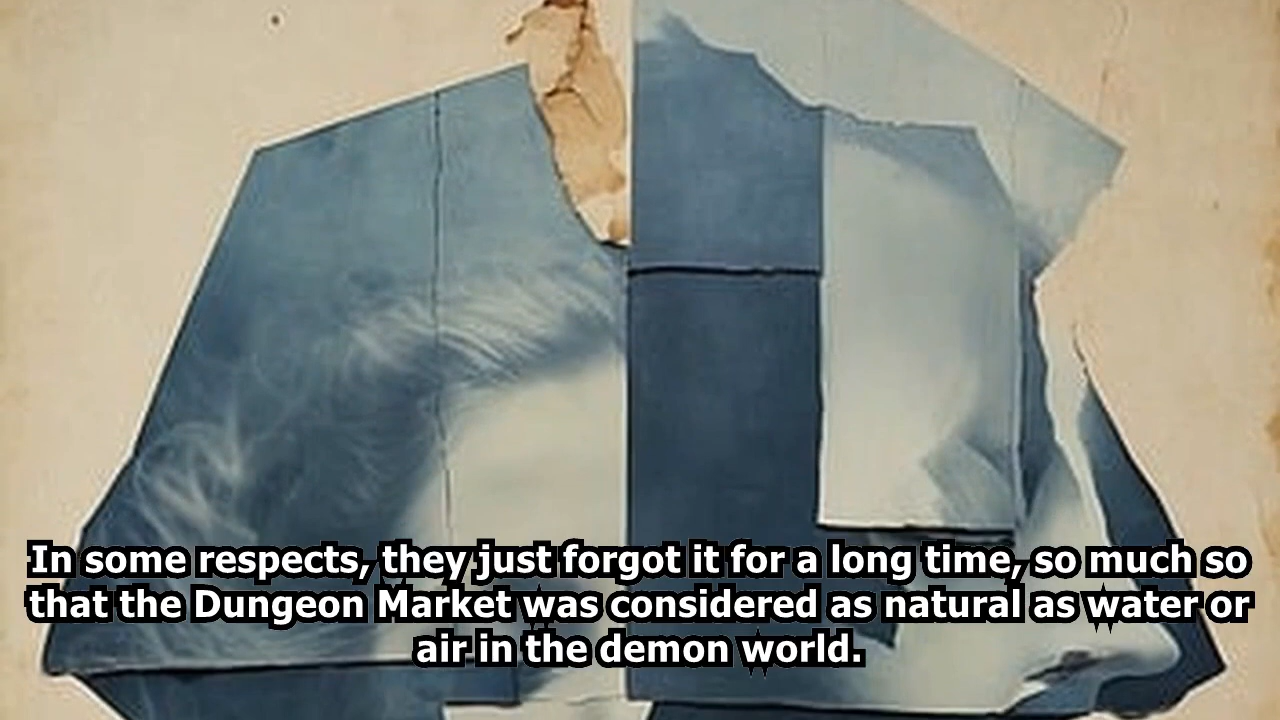 In some respects, they just forgot it for a long time, so much so
that the Dungeon Market was considered as natural as water or
air in the demon world.